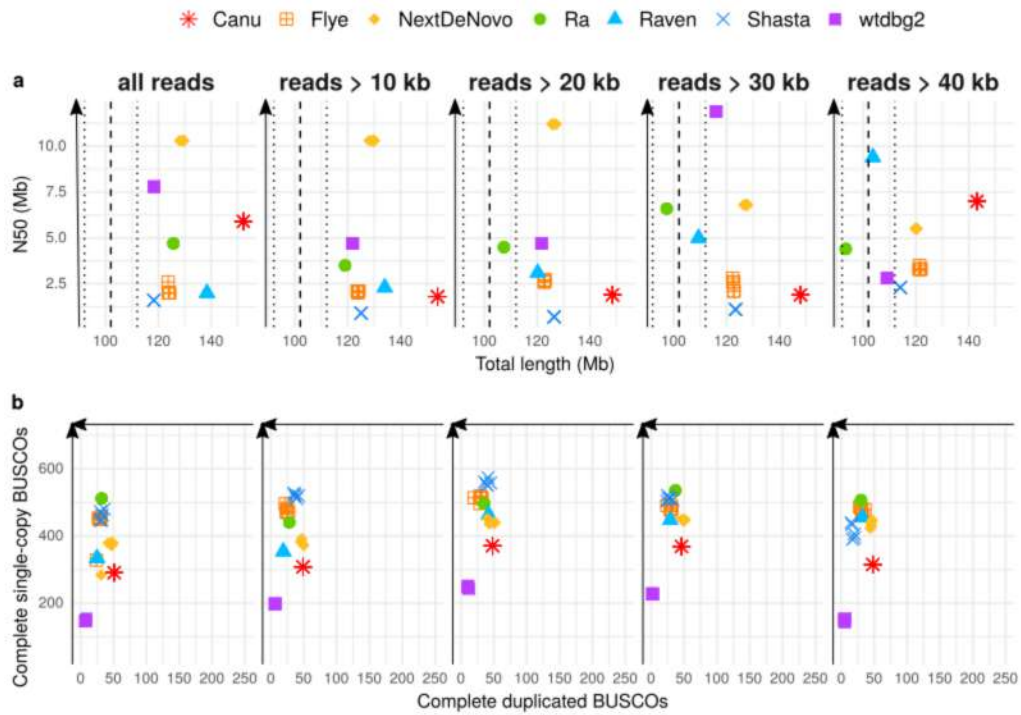 Canu Flye NextDeNovo Ra Raven Shasta wtdbg2
a all reads reads > 10 kb reads > 20 kb reads > 30 kb reads > 40 kb
N50 (Mb)
10.0
7.5
5.0
2.5
100 120 140 100 120 140 100 120 140 100 120 140 100 120 140
Total length (Mb)
b
Complete single-copy BUSCOs
600
400
200
0 50 100 150 200 250 0 50 100 150 200 250 0 50 100 150 200 250 0 50 100 150 200 250 0 50 100 150 200 250
Complete duplicated BUSCOs